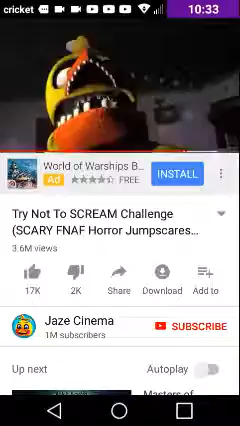 cricket 10:33
World of Warships B...
Ad FREE
INSTALL
Try Not To SCREAM Challenge
(SCARY FNAF Horror Jumpscares...
3.6M views
17K 2K Share Download Add to
Jaze Cinema
1M subscribers
SUBSCRIBE
Up next Autoplay
Masters of